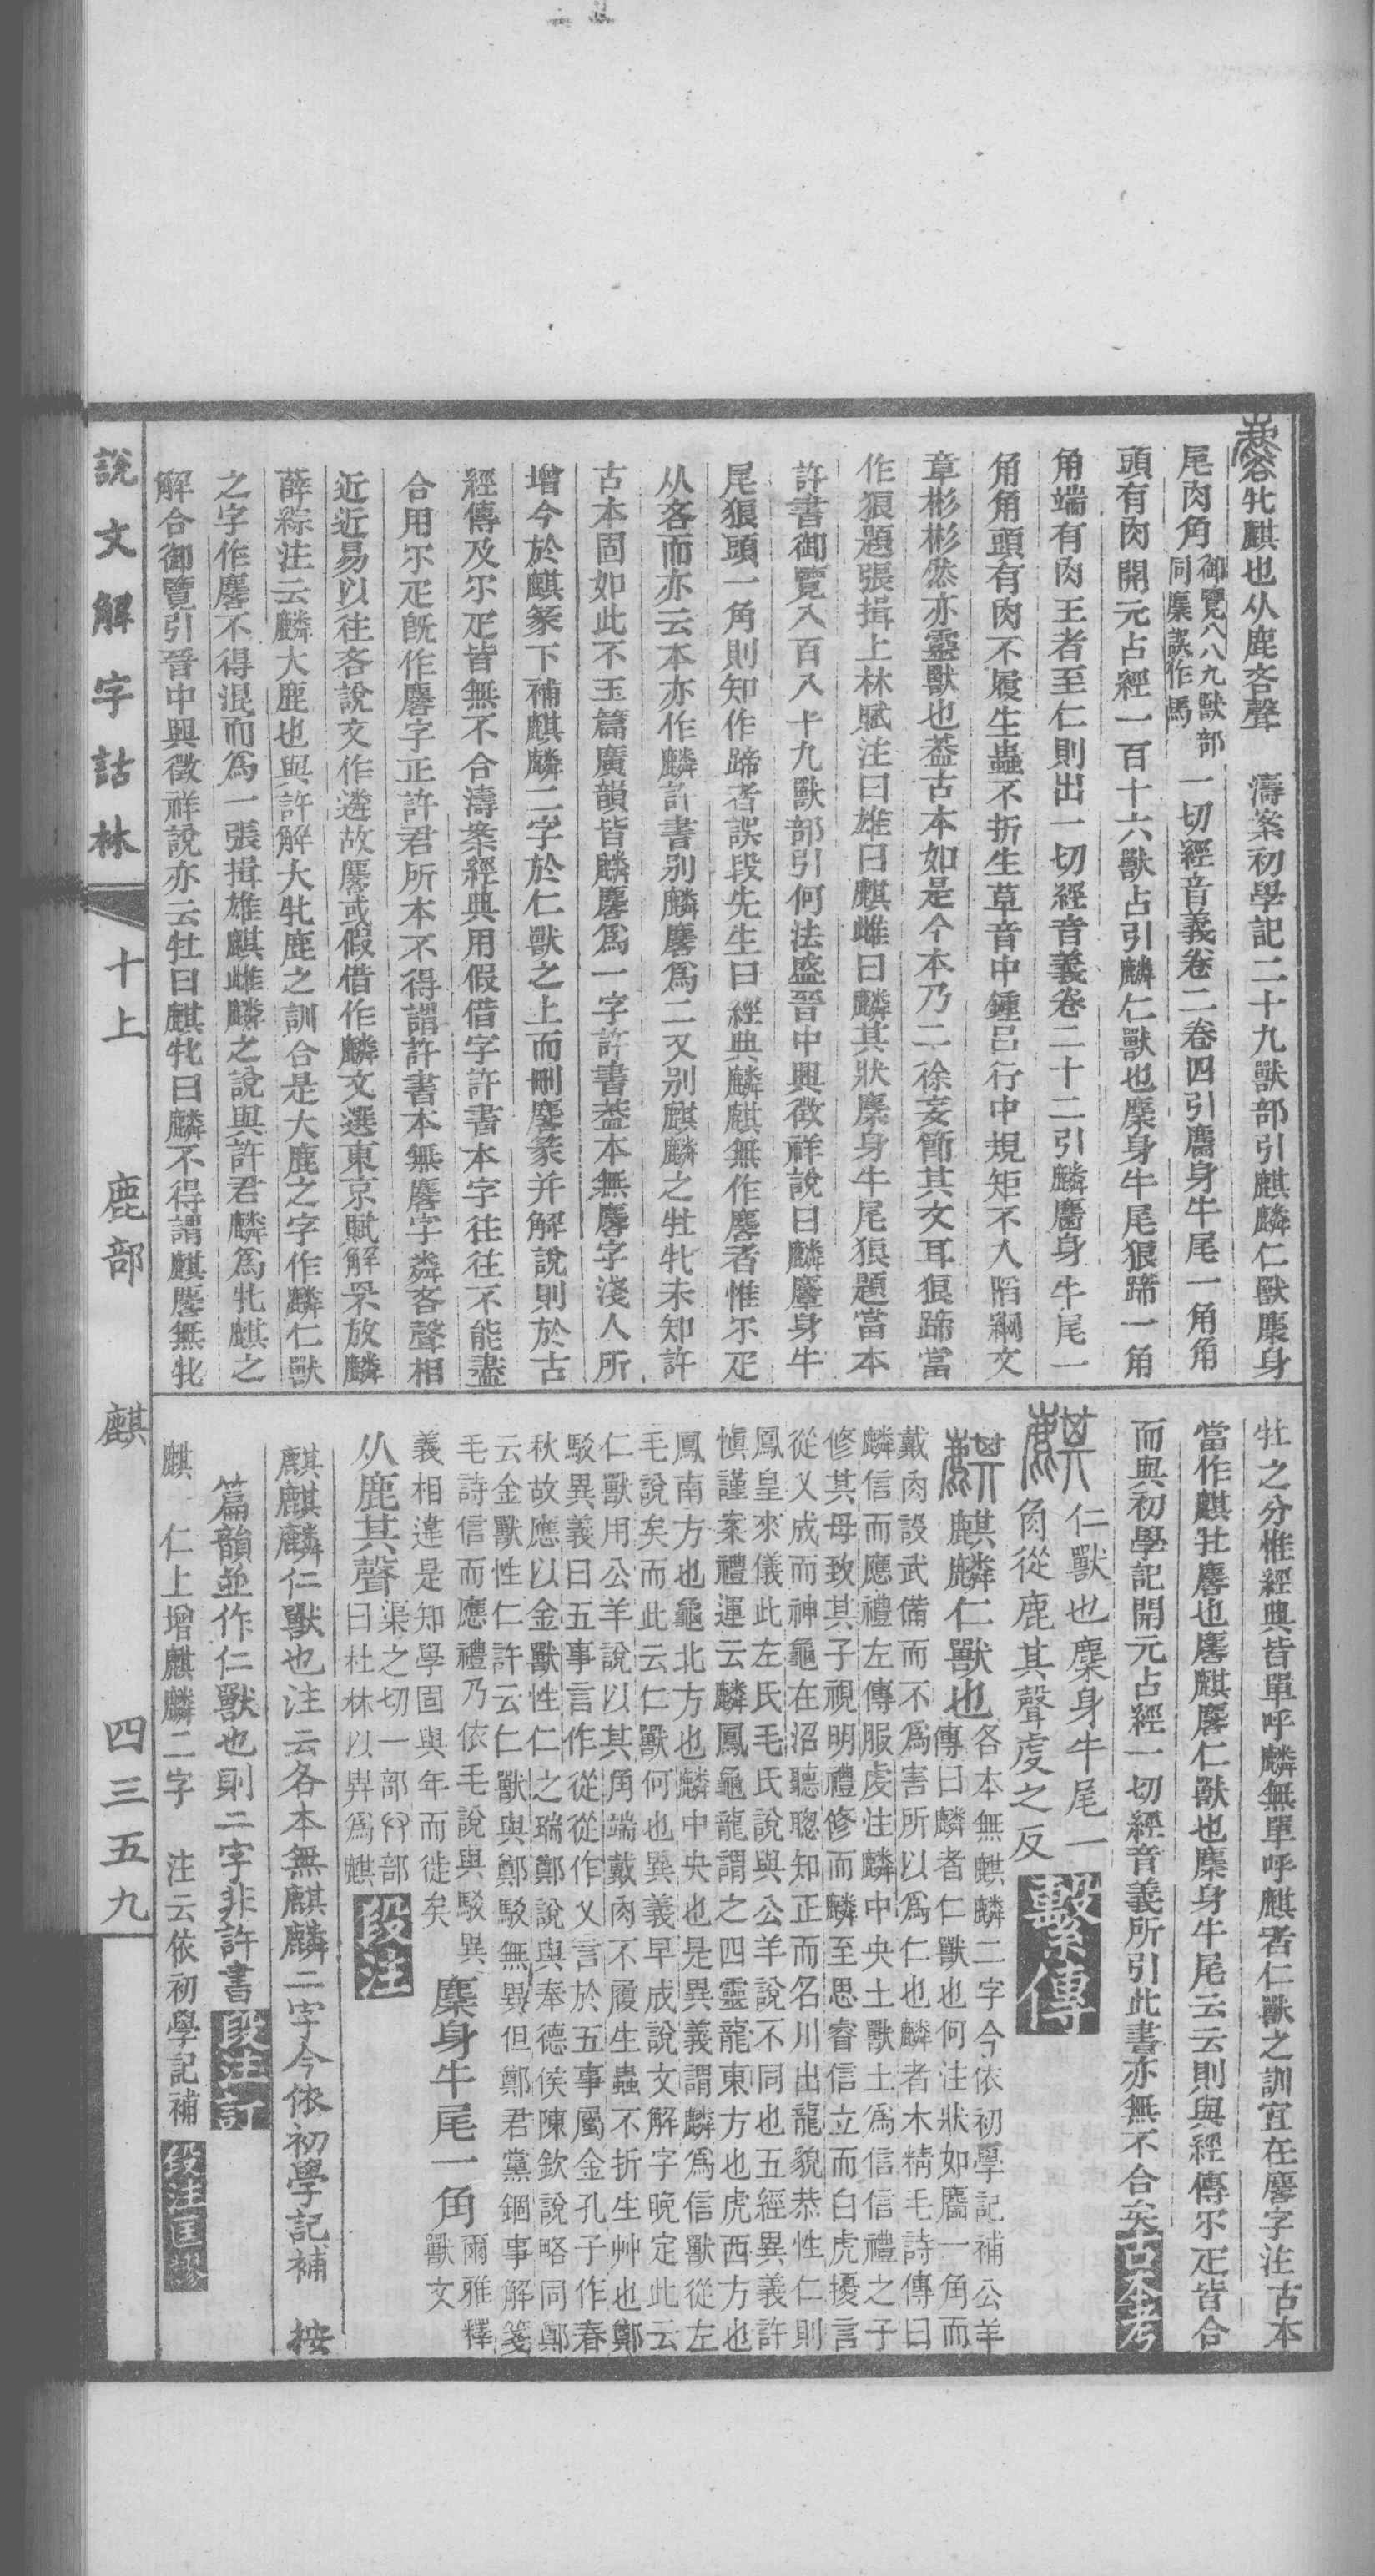 麐牝麒也从鹿吝聲　濤案初學記二十九獸部引麒麟仁獸麋身
尾肉角御覽八八九獸部同麋誤作馬一切經音義卷二卷四引麕身牛尾一角角
頭有肉開元占經一百十六獸占引麟仁獸也麋身牛尾狼蹄一角
角端有肉王者至仁則出一切經音義卷二十二引麟麕身牛尾一
角角頭有肉不履生蟲不折生草音中鍾呂行中規矩不入陷網文
章彬彬然亦靈獸也葢古本如是今本乃二徐妄節其文耳狼蹄當
作狼題張揖上林賦注曰雄曰麒雌曰麟其狀麋身牛尾狼題當本
許書御覽八百八十九獸部引何法盛晉中興徵祥說曰麟麞身牛
尾狼頭一角則知作蹄者誤段先生曰經典麟麒無作麐者惟尒疋
从吝而亦云本亦作麟許書別麟麐爲二又別麒麟之牡牝未知許
古本固如此不玉篇廣韻皆麟麐爲一字許書葢本無麐字淺人所
增今於麒篆下補麒麟二字於仁獸之上而刪麐篆并解說則於古
經傳及尒疋皆無不合濤案經典用假借字許書本字往往不能盡
合用尒疋旣作麐字正許君所本不得謂許書本無麐字粦吝聲相
近近易以往吝說文作遴故麐或假借作麟文選東京賦解罘放麟
薛綜注云麟大鹿也與許解大牝鹿之訓合是大鹿之字作麟仁獸
之字作麐不得混而爲一張揖雄麒雌麟之說與許君麟爲牝麒之
解合御覽引晉中興徵祥說亦云牡曰麒牝曰麟不得謂麒麐無牝
牡之分惟經典皆單呼麟無單呼麒者仁獸之訓宜在麐字注古本
當作麒牡麐也麐麒麐仁獸也麋身牛尾云云則與經傳尒疋皆合
而與初學記開元占經一切經音義所引此書亦無不合矣古本考
仁獸也麋身牛尾一
角從鹿其聲虔之反繫傳
麒麟仁獸也各本無麒麟二字今依初學記補公羊
傳曰麟者仁獸也何注狀如麕一角而
戴肉設武備而不爲害所以爲仁也麟者木精毛詩傳曰
麟信而應禮左傳服虔注麟中央土獸土爲信信禮之子
修其母致其子視明禮修而麟至思睿信立而白虎擾言
從乂成而神龜在沼聽聰知正而名川出龍貌恭性仁則
鳳皇來儀此左氏毛氏說與公羊說不同也五經異義許
愼謹案禮運云麟鳳龜龍謂之四靈龍東方也虎西方也
鳳南方也龜北方也麟中央也是異義謂麟爲信獸從左
毛說矣而此云仁獸何也異義早成說文解字晚定此云
仁獸用公羊說以其角端戴肉不履生蟲不折生艸也鄭
駁異義曰五事言作從從作乂言於五事屬金孔子作春
秋故應以金獸性仁之瑞鄭說與奉德侯陳欽說略同鄭
云金獸性仁許云仁獸與鄭駁無異但鄭君黨錮事解箋
毛詩信而應禮乃依毛說與駁異麋身牛尾一角爾雅釋
義相違是知學固與年而徙矣獸文
从鹿其聲渠之切一部𠬞部
曰杜林以㒷爲麒段注
麒麒麟仁獸也注云各本無麒麟二字今依初學記補　按
篇韻並作仁獸也則二字非許書段注訂
麒　仁上增麒麟二字　注云依初學記補段注匡謬
說文解字詁林　十上　鹿部　麒　四三五九